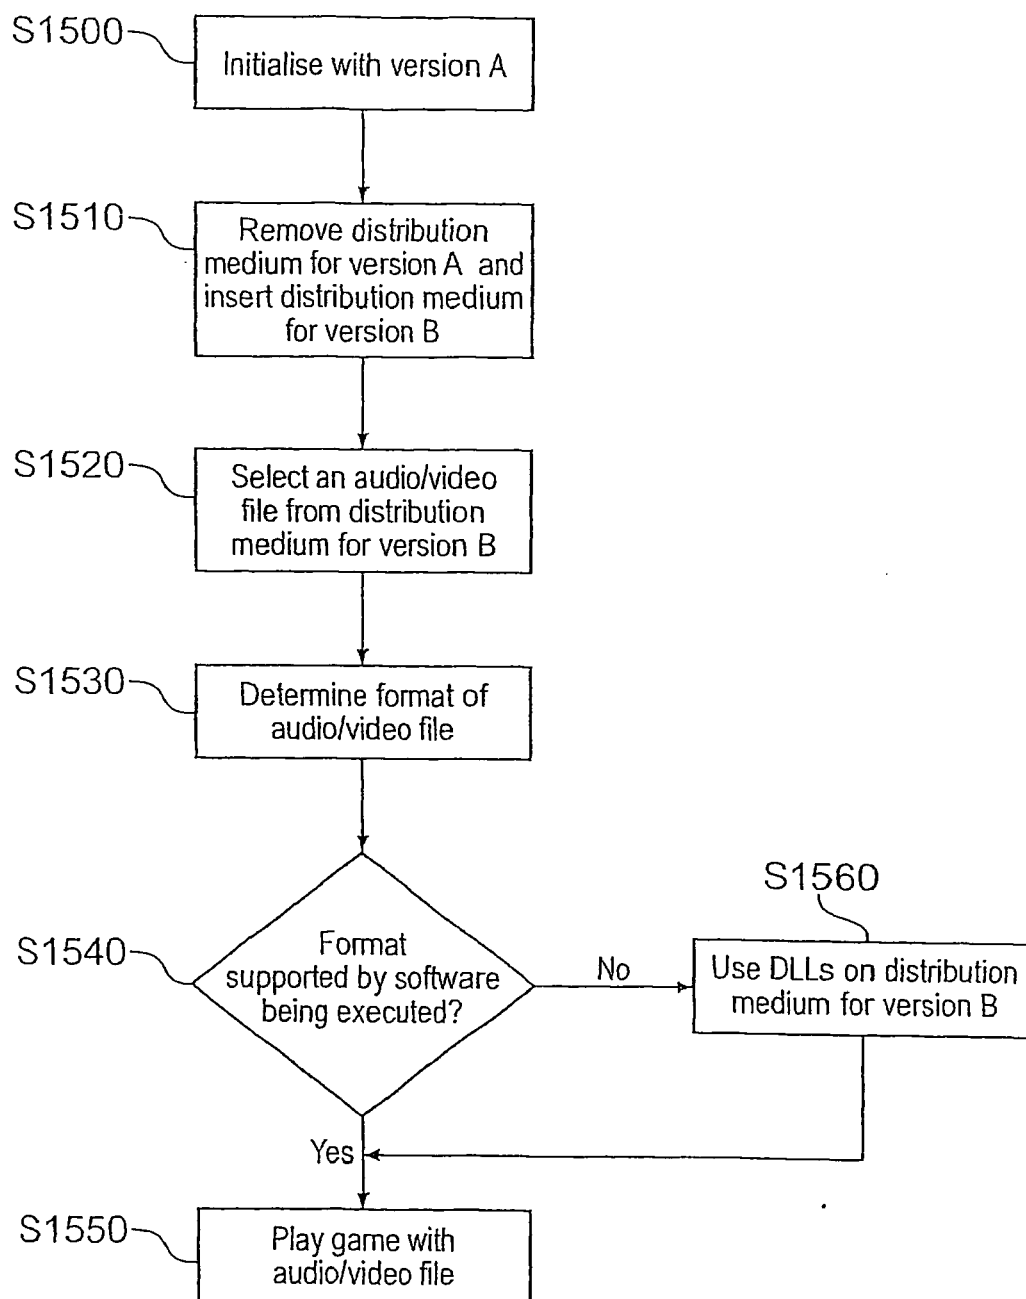 S1500
Initialise with version A
S1510
Remove distribution
medium for version A and
insert distribution medium
for version B
S1520
Select an audio/video
file from distribution
medium for version B
S1530
Determine format of
audio/video file
S1540
Format
supported by software
being executed?
No
S1560
Use DLLs on distribution
medium for version B
Yes
S1550
Play game with
audio/video file